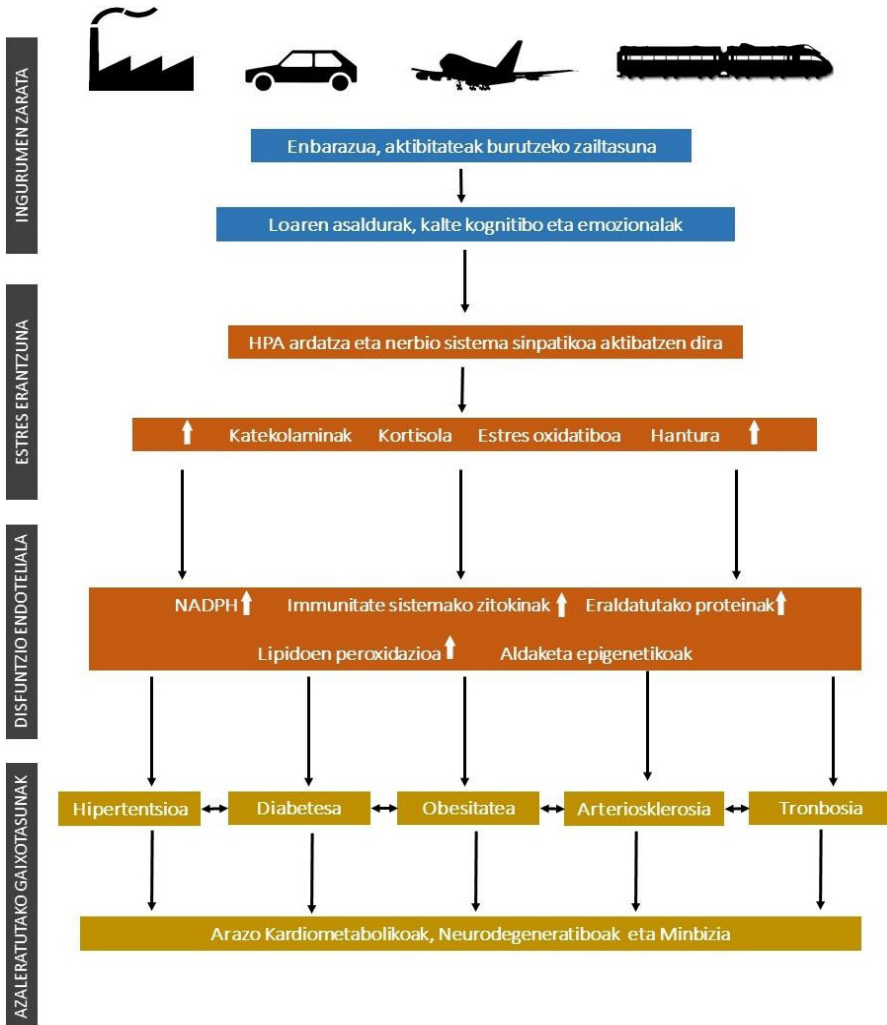 INGURUMEN ZARATA
Enbarazua, aktibitateak burutzeko zailtasuna
Loaren asaldurak, kalte kognitibo eta emozionalak
ESTRES ERANTZUNA
HPA ardatza eta nerbio sistema sinpatikoa aktibatzen dira
Katekolaminak Kortisola Estres oxidatiboa Hantura
DISFUNTZIO ENDOTELIALA
NADPH Immunitate sistemako zitokinak Eraldatutako proteinak
Lipidoen peroxidazioa Aldaketa epigenetikoak
AZALERATUTAKO GAIXOTASUNAK
Hipertentsioa Diabetesa Obesitatea Arteriosklerosia Tronbosia
Arazo Kardiometabolikoak, Neurodegeneratiboak eta Minbizia